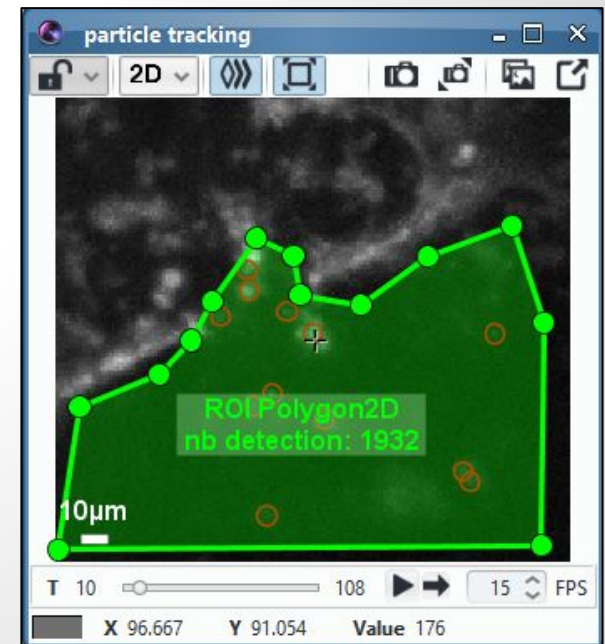 particle tracking
2D
ROI Polygon2D
nb detection: 1932
10μm
T 10 108 15 FPS
X 96.667 Y 91.054 Value 176